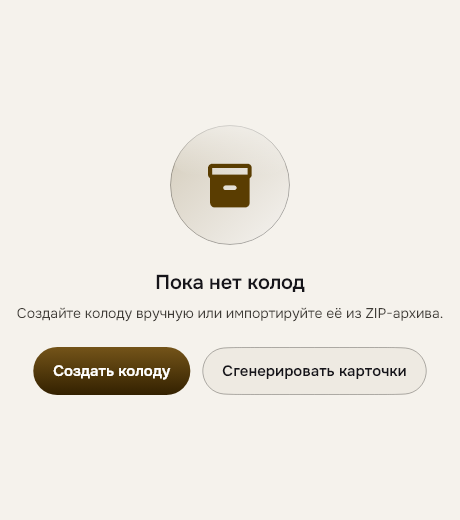 Пока нет колод
Создайте колоду вручную или импортируйте её из ZIP-архива.
Создать колоду
Сгенерировать карточки